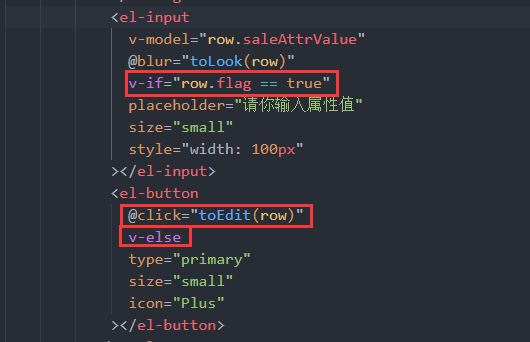 <el-input
v-model="row.saleAttrValue"
@blur="toLook(row)"
v-if="row.flag == true"
placeholder="请你输入属性值"
size="small"
style="width: 100px"
></el-input>
<el-button
@click="toEdit(row)"
v-else
type="primary"
size="small"
icon="Plus"
></el-button>